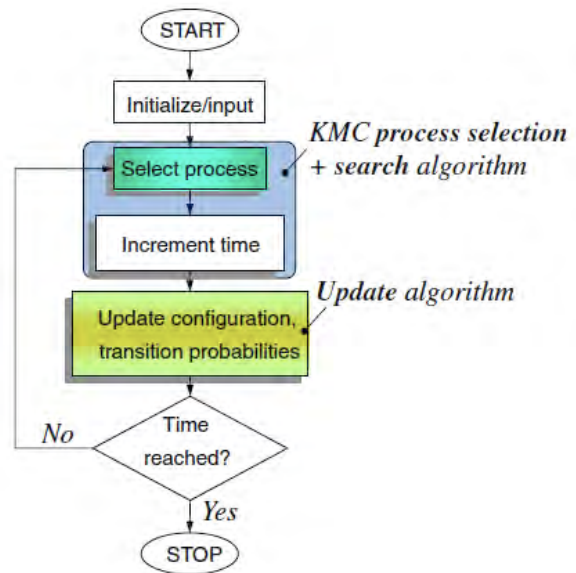 START
Initialize/input
KMC process selection
+ search algorithm
Select process
Increment time
Update algorithm
Update configuration,
transition probabilities
Time
reached?
No
Yes
STOP